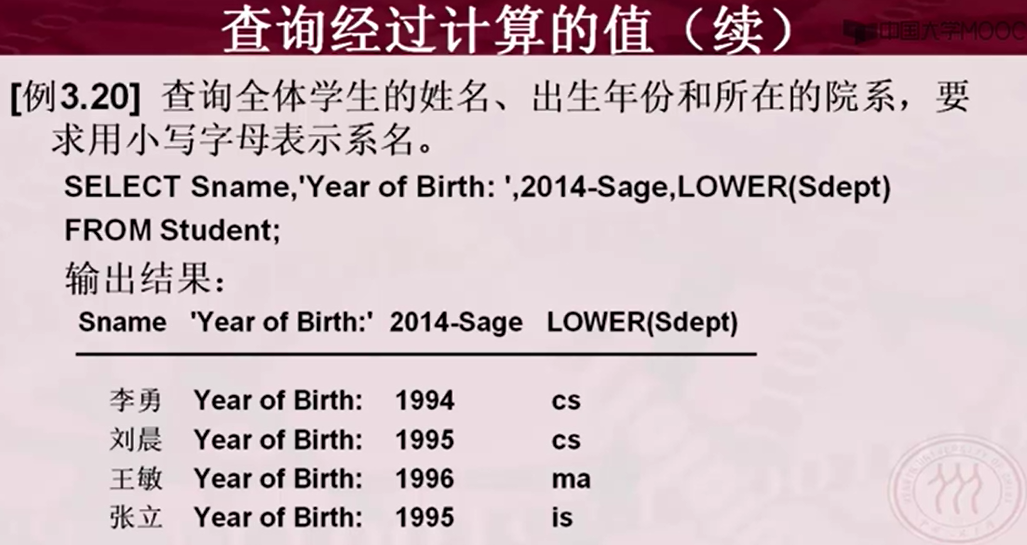 查询经过计算的值（续）
中国大学MOOC
[例3.20] 查询全体学生的姓名、出生年份和所在的院系，要
求用小写字母表示系名。
SELECT Sname,'Year of Birth: ',2014-Sage,LOWER(Sdept)
FROM Student;
输出结果：
Sname 'Year of Birth:' 2014-Sage LOWER(Sdept)
李勇 Year of Birth: 1994 cs
刘晨 Year of Birth: 1995 cs
王敏 Year of Birth: 1996 ma
张立 Year of Birth: 1995 is